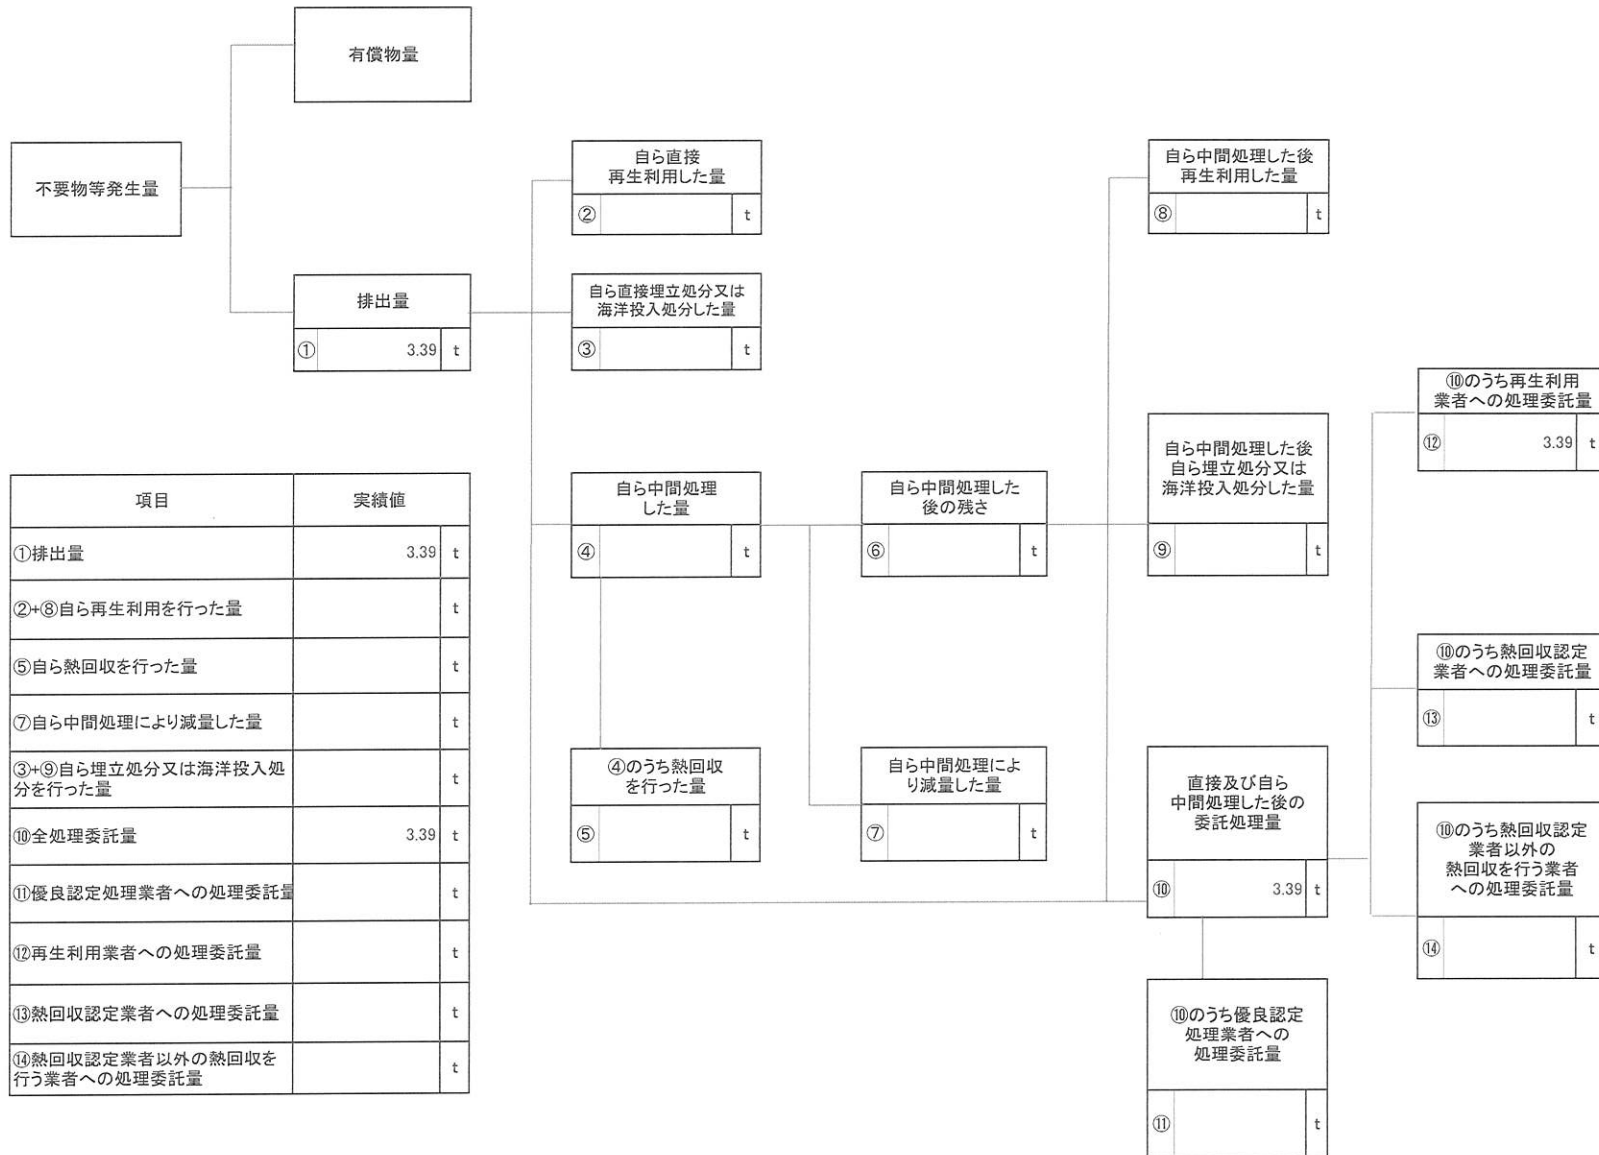 有償物量
不要物等発生量
排出量
① 3.39 t
自ら直接
再生利用した量
② t
自ら直接埋立処分又は
海洋投入処分した量
③ t
自ら中間処理
した量
④ t
④のうち熱回収
を行った量
⑤ t
自ら中間処理した
後の残さ
⑥ t
自ら中間処理によ
り減量した量
⑦ t
自ら中間処理した後
再生利用した量
⑧ t
自ら中間処理した後
自ら埋立処分又は
海洋投入処分した量
⑨ t
直接及び自ら
中間処理した後の
委託処理量
⑩ 3.39 t
⑩のうち優良認定
処理業者への
処理委託量
⑪ t
⑩のうち再生利用
業者への処理委託量
⑫ 3.39 t
⑩のうち熱回収認定
業者への処理委託量
⑬ t
⑩のうち熱回収認定
業者以外の
熱回収を行う業者
への処理委託量
⑭ t
項目 実績値
①排出量 3.39 t
②+⑧自ら再生利用を行った量 t
⑤自ら熱回収を行った量 t
⑦自ら中間処理により減量した量 t
③+⑨自ら埋立処分又は海洋投入処
分を行った量 t
⑩全処理委託量 3.39 t
⑪優良認定処理業者への処理委託量 t
⑫再生利用業者への処理委託量 t
⑬熱回収認定業者への処理委託量 t
⑭熱回収認定業者以外の熱回収を
行う業者への処理委託量 t